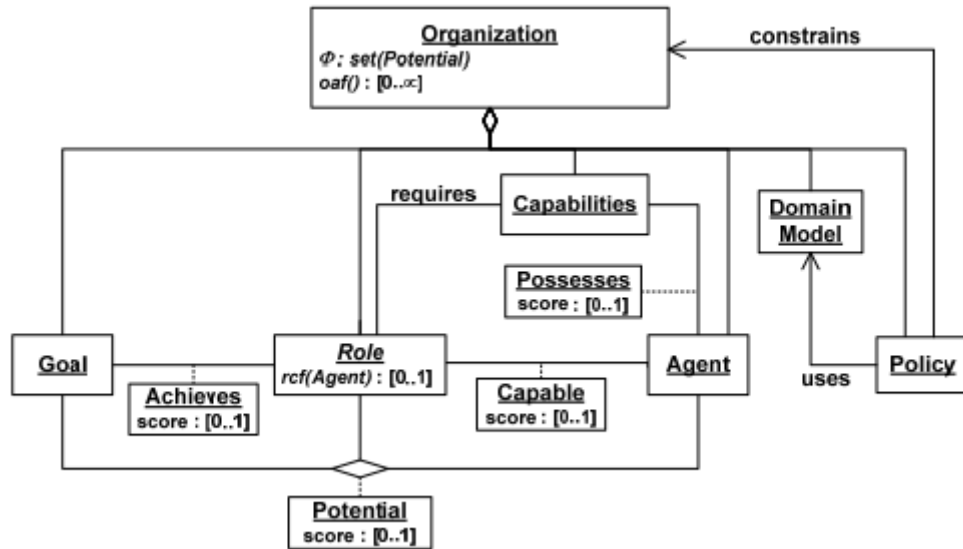 Organization
Φ: set(Potential)
oaf() : [0..∝]
constrains
requires
Capabilities
Domain
Model
Possesses
score : [0..1]
Goal
Role
rcf(Agent) : [0..1]
Agent
Policy
uses
Achieves
score : [0..1]
Capable
score : [0..1]
Potential
score : [0..1]